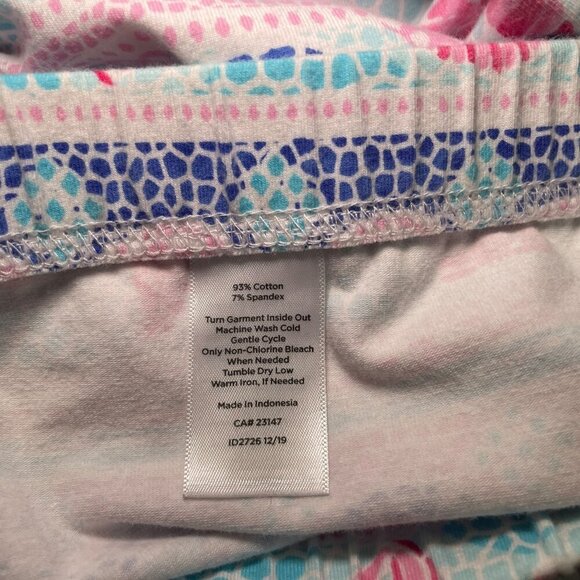 93% Cotton
7% Spandex
Turn Garment Inside Out
Machine Wash Cold
Gentle Cycle
Only Non-Chlorine Bleach
When Needed
Tumble Dry Low
Warm Iron, If Needed
Made in Indonesia
CA# 23147
ID2726 12/19